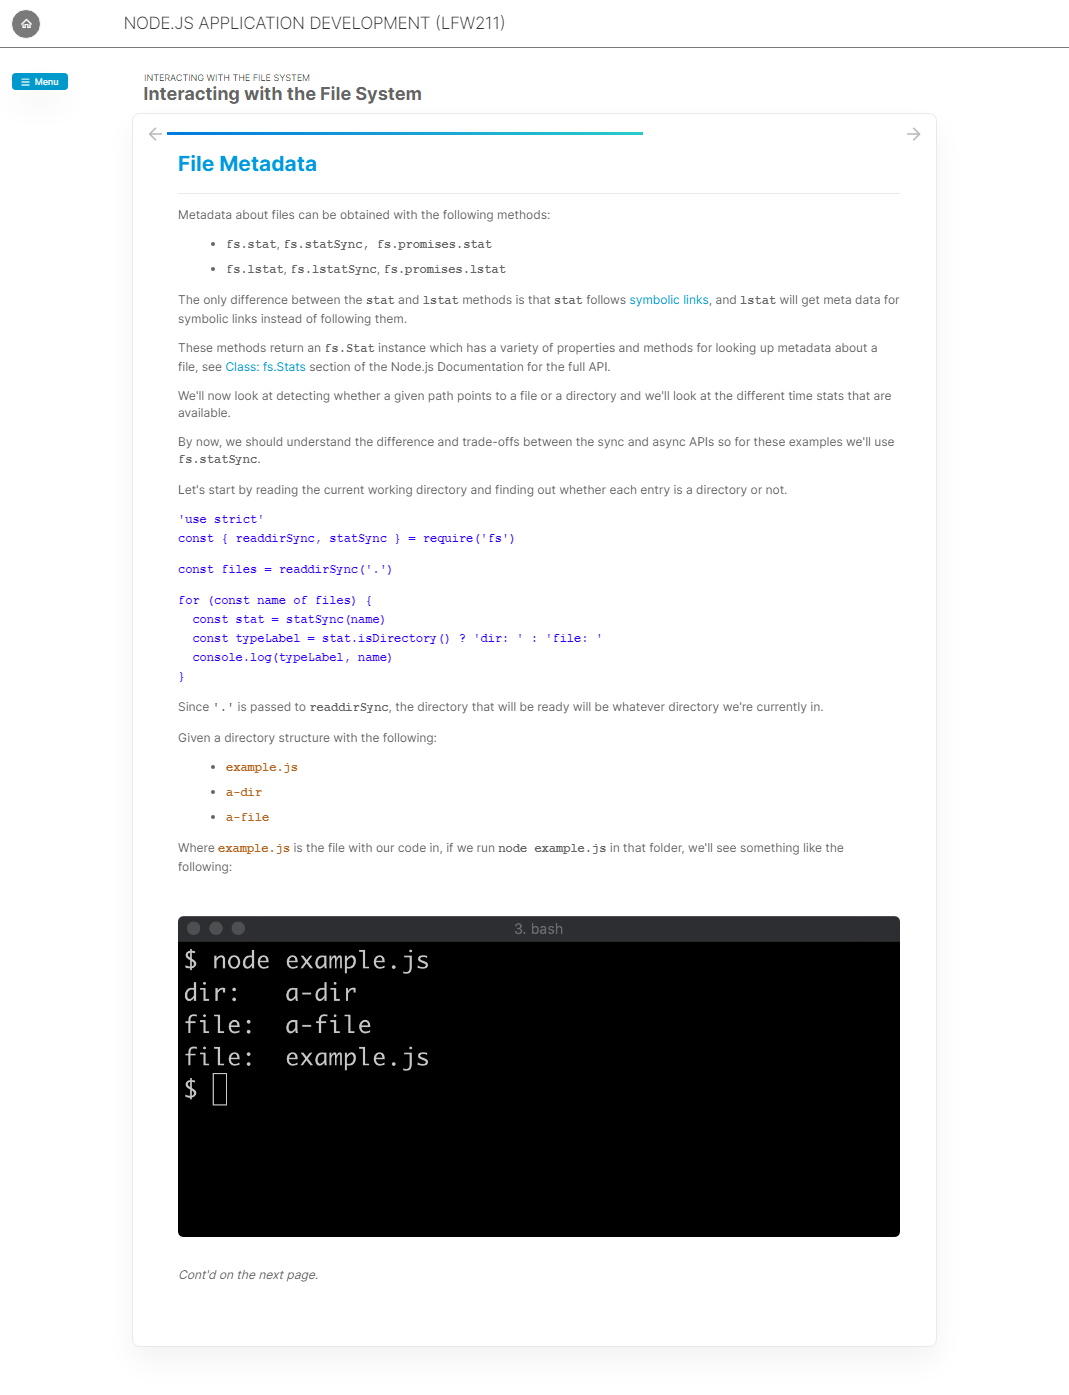 NODE.JS APPLICATION DEVELOPMENT (LFW211)
Menu
INTERACTING WITH THE FILE SYSTEM
Interacting with the File System
File Metadata
Metadata about files can be obtained with the following methods:
• fs.stat, fs.statSync, fs.promises.stat
• fs.lstat, fs.lstatSync, fs.promises.lstat
The only difference between the stat and lstat methods is that stat follows symbolic links, and lstat will get meta data for
symbolic links instead of following them.
These methods return an fs.Stat instance which has a variety of properties and methods for looking up metadata about a
file, see Class: fs.Stats section of the Node.js Documentation for the full API.
We'll now look at detecting whether a given path points to a file or a directory and we'll look at the different time stats that are
available.
By now, we should understand the difference and trade-offs between the sync and async APIs so for these examples we'll use
fs.statSync.
Let's start by reading the current working directory and finding out whether each entry is a directory or not.
'use strict'
const { readdirSync, statSync } = require('fs')
const files = readdirSync('.')
for (const name of files) {
  const stat = statSync(name)
  const typeLabel = stat.isDirectory() ? 'dir: ' : 'file: '
  console.log(typeLabel, name)
}
Since '.' is passed to readdirSync, the directory that will be ready will be whatever directory we're currently in.
Given a directory structure with the following:
• example.js
• a-dir
• a-file
Where example.js is the file with our code in, if we run node example.js in that folder, we'll see something like the
following:
3. bash
$ node example.js
dir:   a-dir
file:  a-file
file:  example.js
$
Cont'd on the next page.